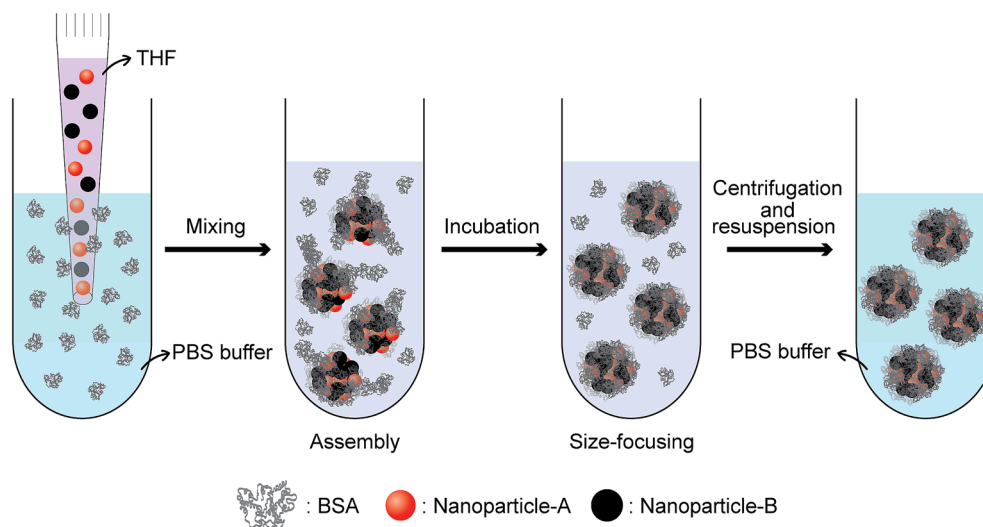 THF
Mixing
Incubation
Centrifugation
and
resuspension
PBS buffer
PBS buffer
Assembly
Size-focusing
: BSA
: Nanoparticle-A
: Nanoparticle-B